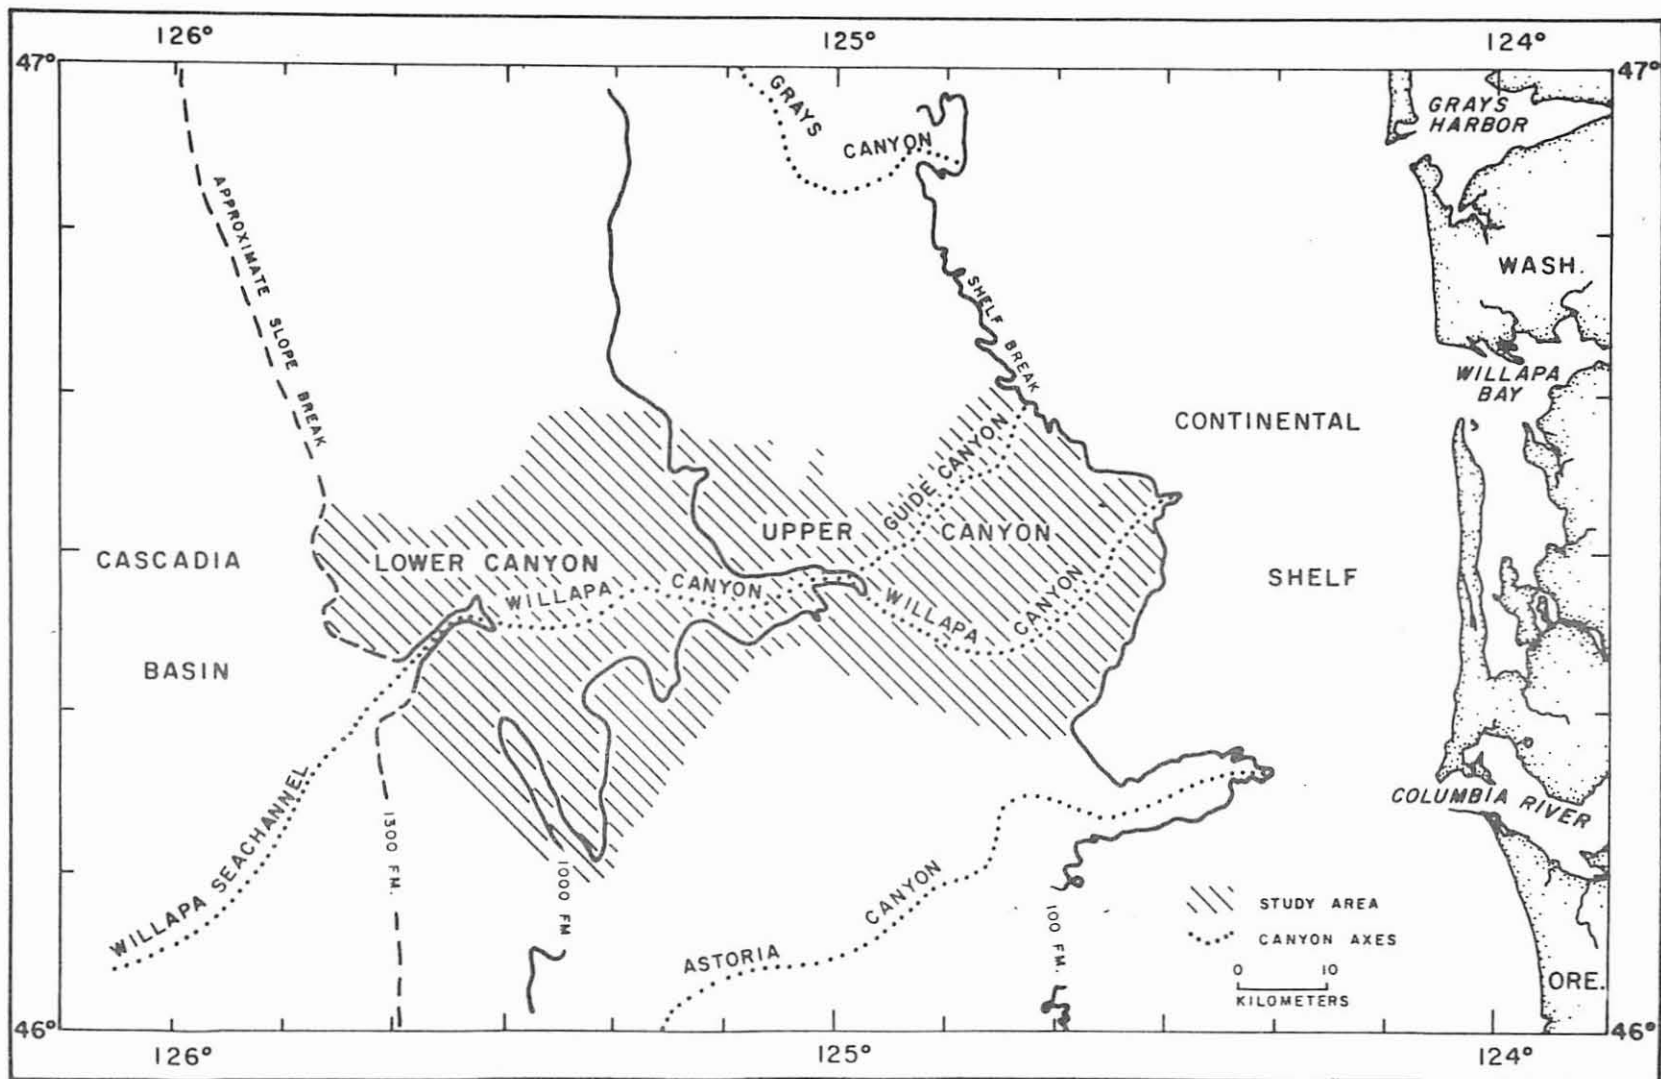 126°
125°
124°
47°
47°
GRAYS
CANYON
GRAYS
HARBOR
APPROXIMATE SLOPE BREAK
SHELF BREAK
WASH.
WILLAPA
BAY
CONTINENTAL
SHELF
GUIDE CANYON
UPPER CANYON
CASCADIA
BASIN
LOWER CANYON
WILLAPA CANYON
WILLAPA CANYON
WILLAPA SEACHANNEL
1300 FM.
1000 FM
100 FM.
ASTORIA CANYON
COLUMBIA RIVER
STUDY AREA
CANYON AXES
0 10
KILOMETERS
ORE.
46°
46°
126°
125°
124°